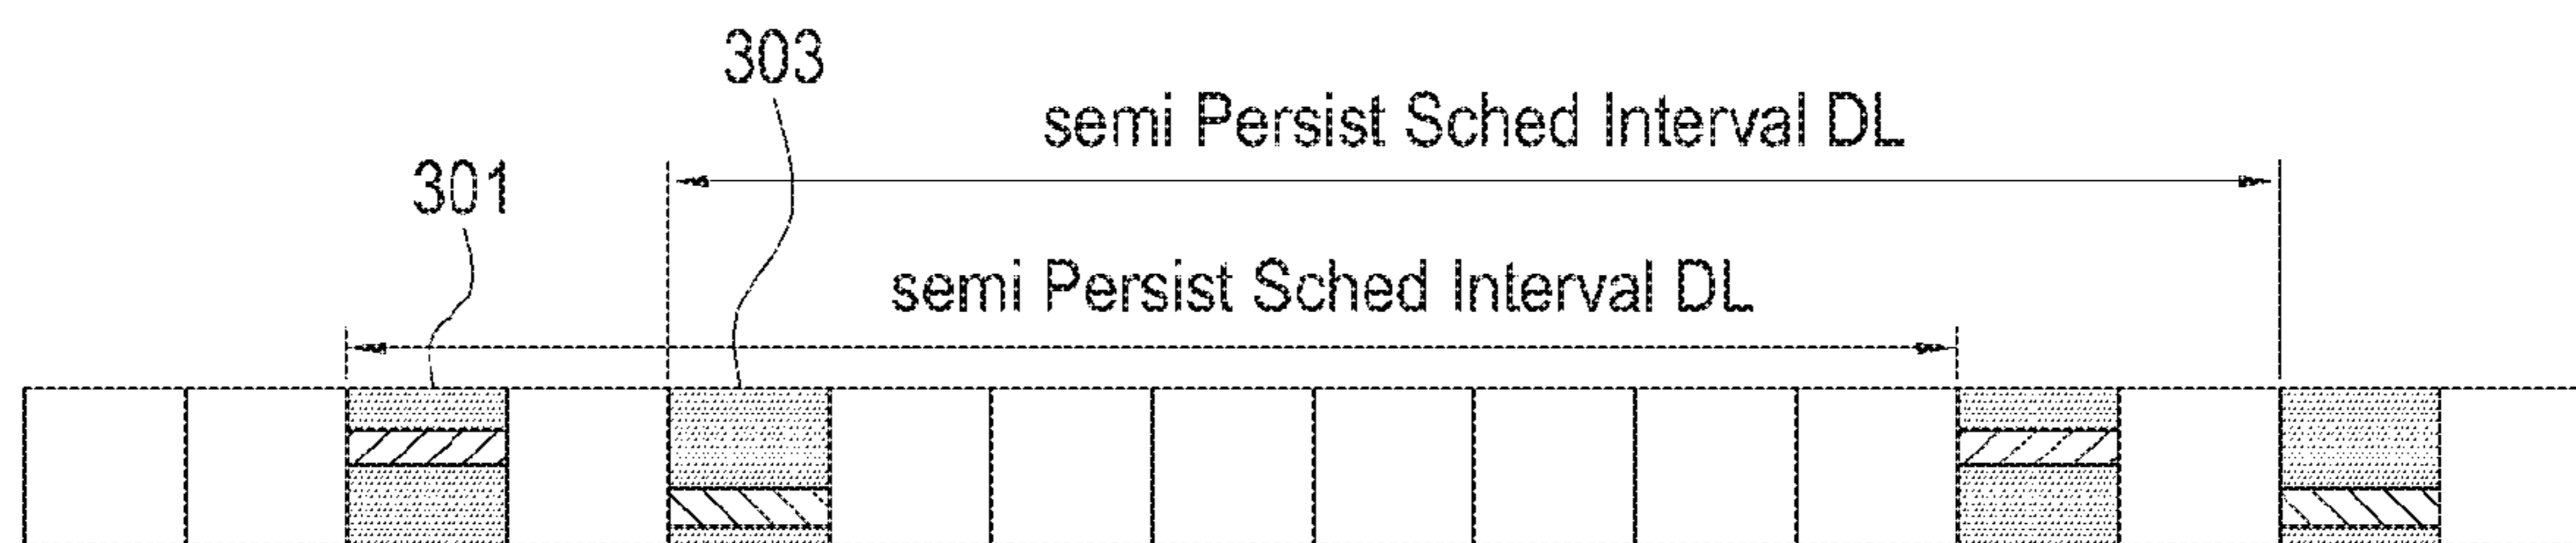 303
semi Persist Sched Interval DL
301
semi Persist Sched Interval DL